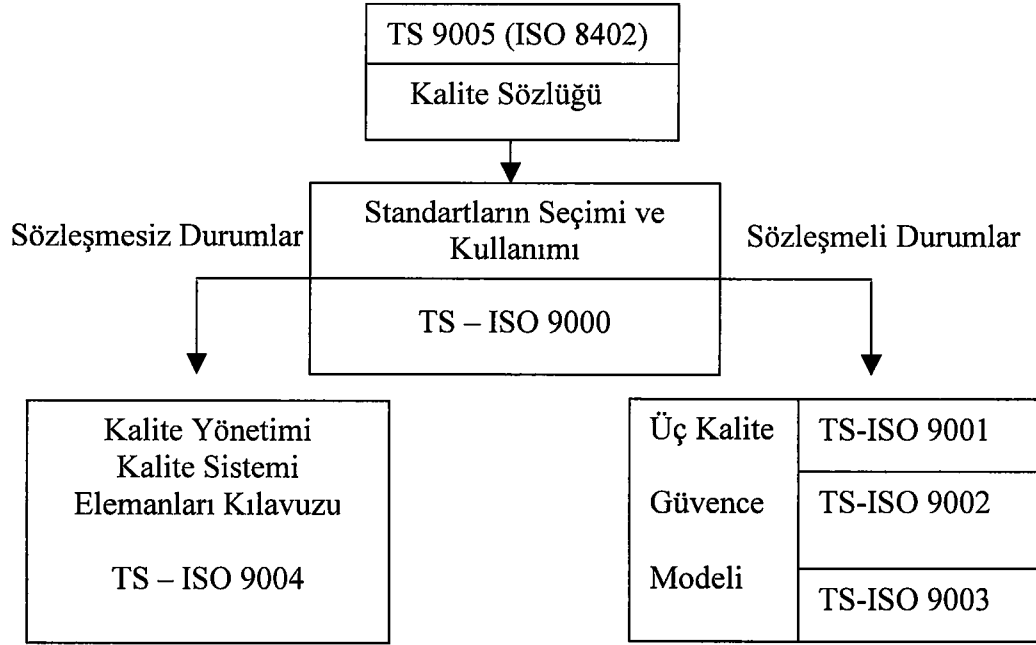 TS 9005 (ISO 8402)
Kalite Sözlüğü
Standartların Seçimi ve
Kullanımı
TS – ISO 9000
Sözleşmesiz Durumlar
Sözleşmeli Durumlar
Kalite Yönetimi
Kalite Sistemi
Elemanları Kılavuzu
TS – ISO 9004
Üç Kalite
Güvence
Modeli
TS-ISO 9001
TS-ISO 9002
TS-ISO 9003